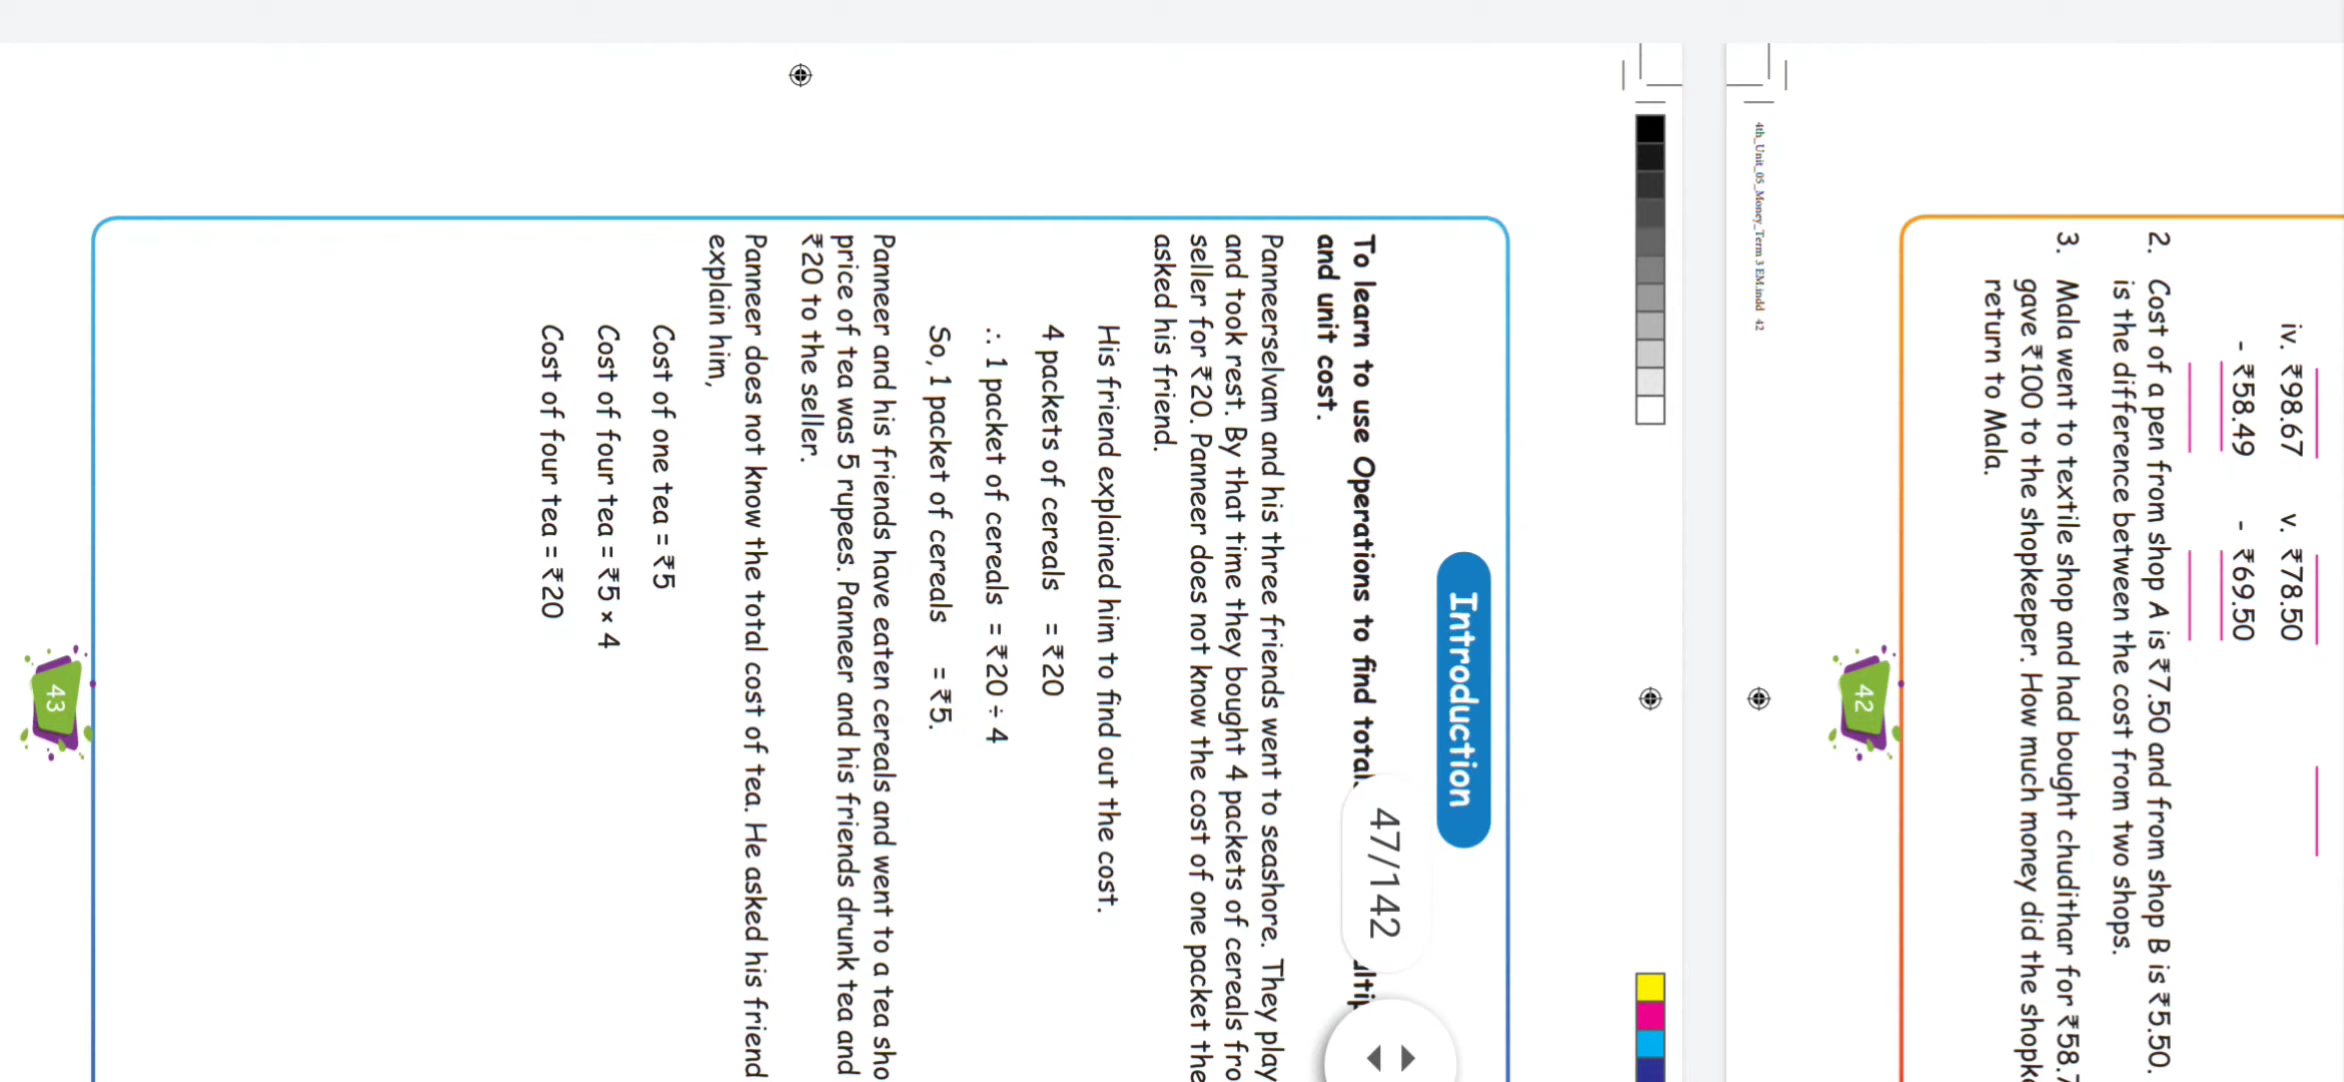 iv. ₹98.67 v. ₹78.50
- ₹58.49 - ₹69.50
2. Cost of a pen from shop A is ₹7.50 and from shop B is ₹5.50.
is the difference between the cost from two shops.
3. Mala went to textile shop and had bought chudithar for ₹58.
gave ₹100 to the shopkeeper. How much money did the
return to Mala.
42
4th_Unit_05_Money_Term 3 EM.indd 42
Introduction
To learn to use Operations to find total
and unit cost.
Panneerselvam and his three friends went to seashore. They play
and took rest. By that time they bought 4 packets of cereals
seller for ₹20. Panneer does not know the cost of one packet
asked his friend.
His friend explained him to find out the cost.
4 packets of cereals = ₹20
∴ 1 packet of cereals = ₹20 ÷ 4
So, 1 packet of cereals = ₹5.
Panneer and his friends have eaten cereals and went to a tea
price of tea was 5 rupees. Panneer and his friends drunk tea and
₹20 to the seller.
Panneer does not know the total cost of tea. He asked his friend
explain him,
Cost of one tea = ₹5
Cost of four tea = ₹5 × 4
Cost of four tea = ₹20
43
47/142